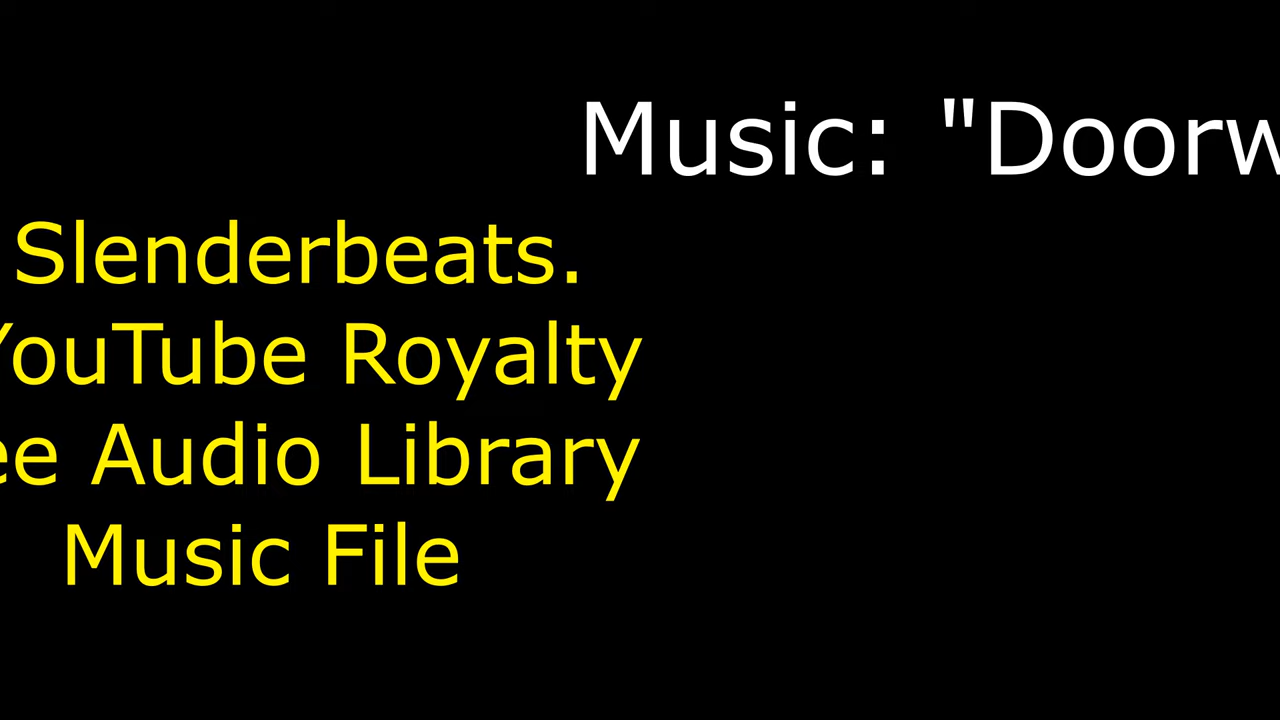 Music: "Doorw
Slenderbeats.
YouTube Royalty
ee Audio Library
Music File